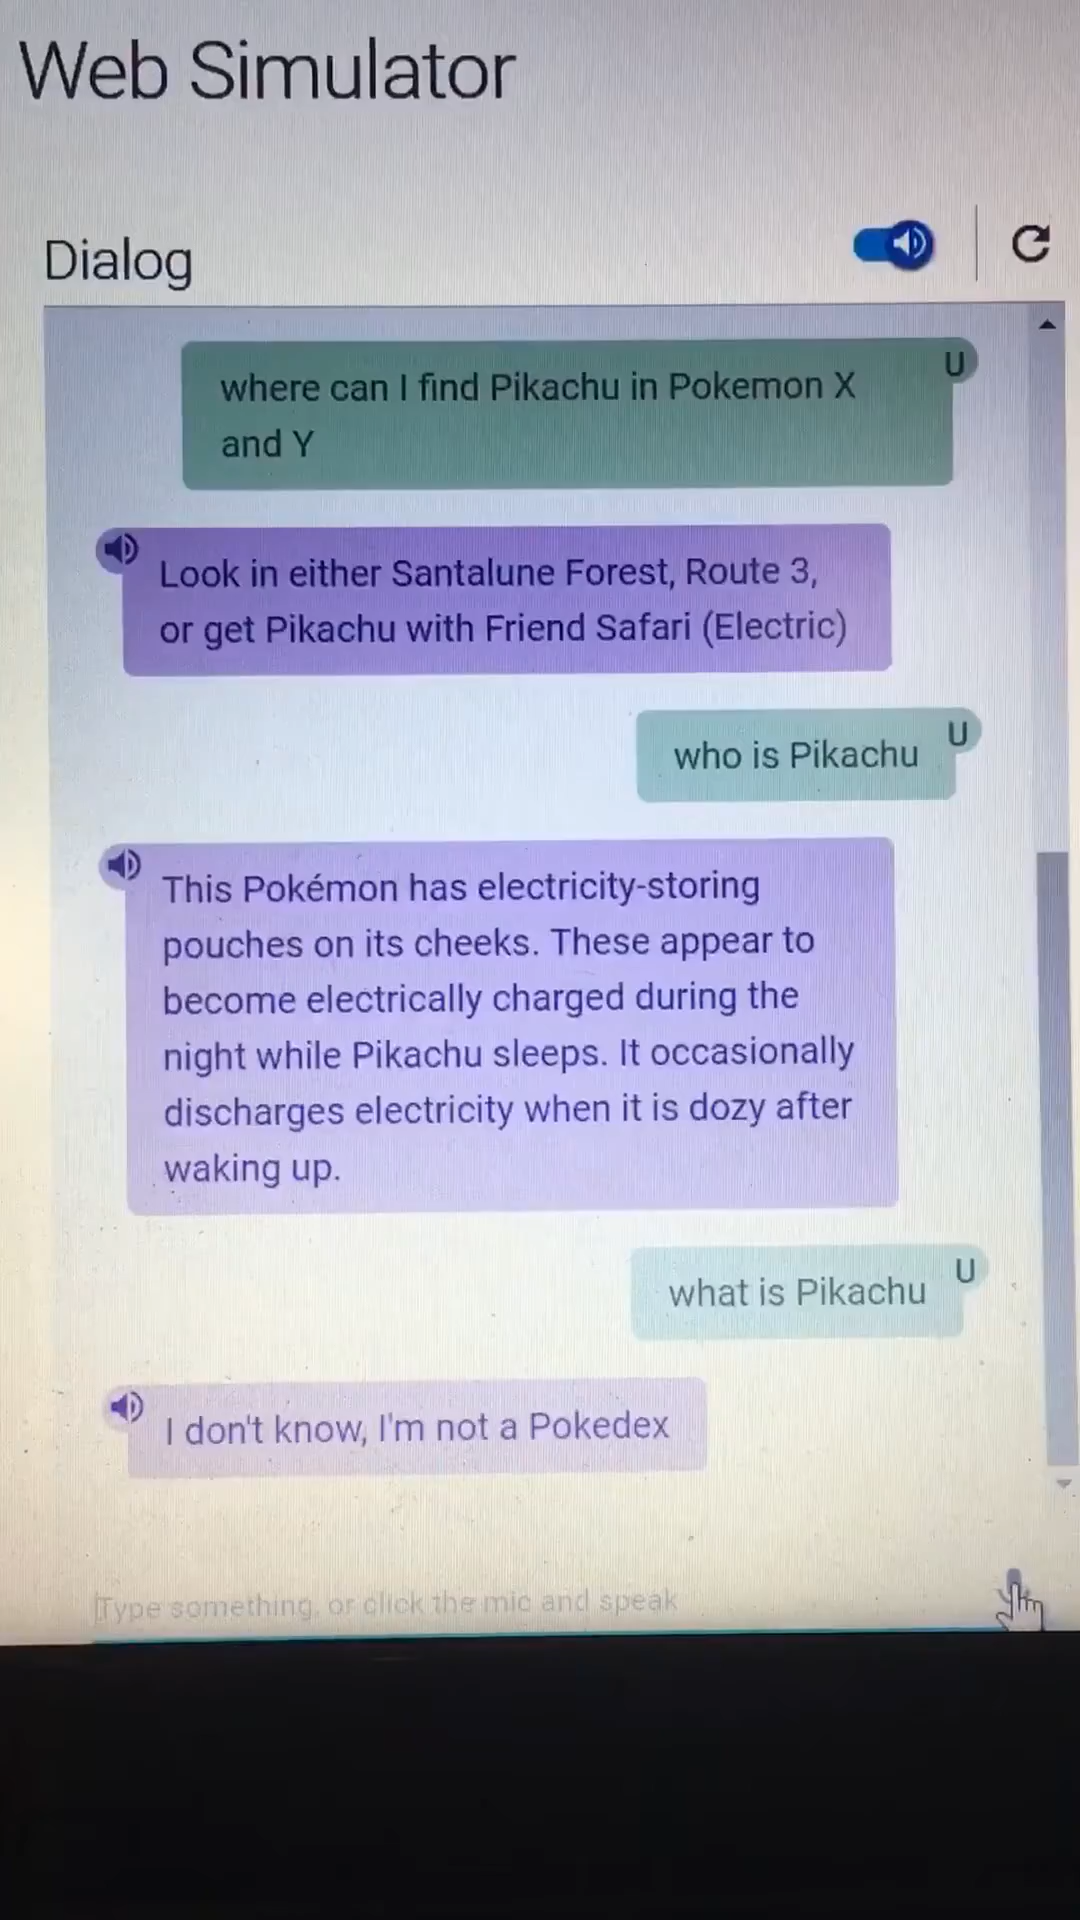 Web Simulator
Dialog
where can I find Pikachu in Pokemon X
and Y
U
Look in either Santalune Forest, Route 3,
or get Pikachu with Friend Safari (Electric)
who is Pikachu
U
This Pokémon has electricity-storing
pouches on its cheeks. These appear to
become electrically charged during the
night while Pikachu sleeps. It occasionally
discharges electricity when it is dozy after
waking up.
what is Pikachu
U
I don't know, I'm not a Pokedex
Type something, or click the mic and speak